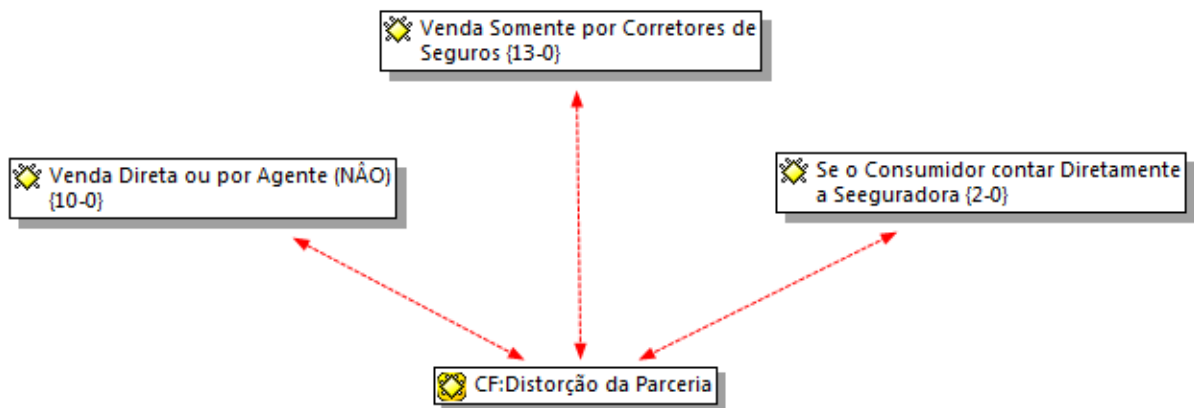 Venda Somente por Corretores de
Seguros {13-0}
Venda Direta ou por Agente (NÂO)
{10-0}
Se o Consumidor contar Diretamente
a Seeguradora {2-0}
CF:Distorção da Parceria